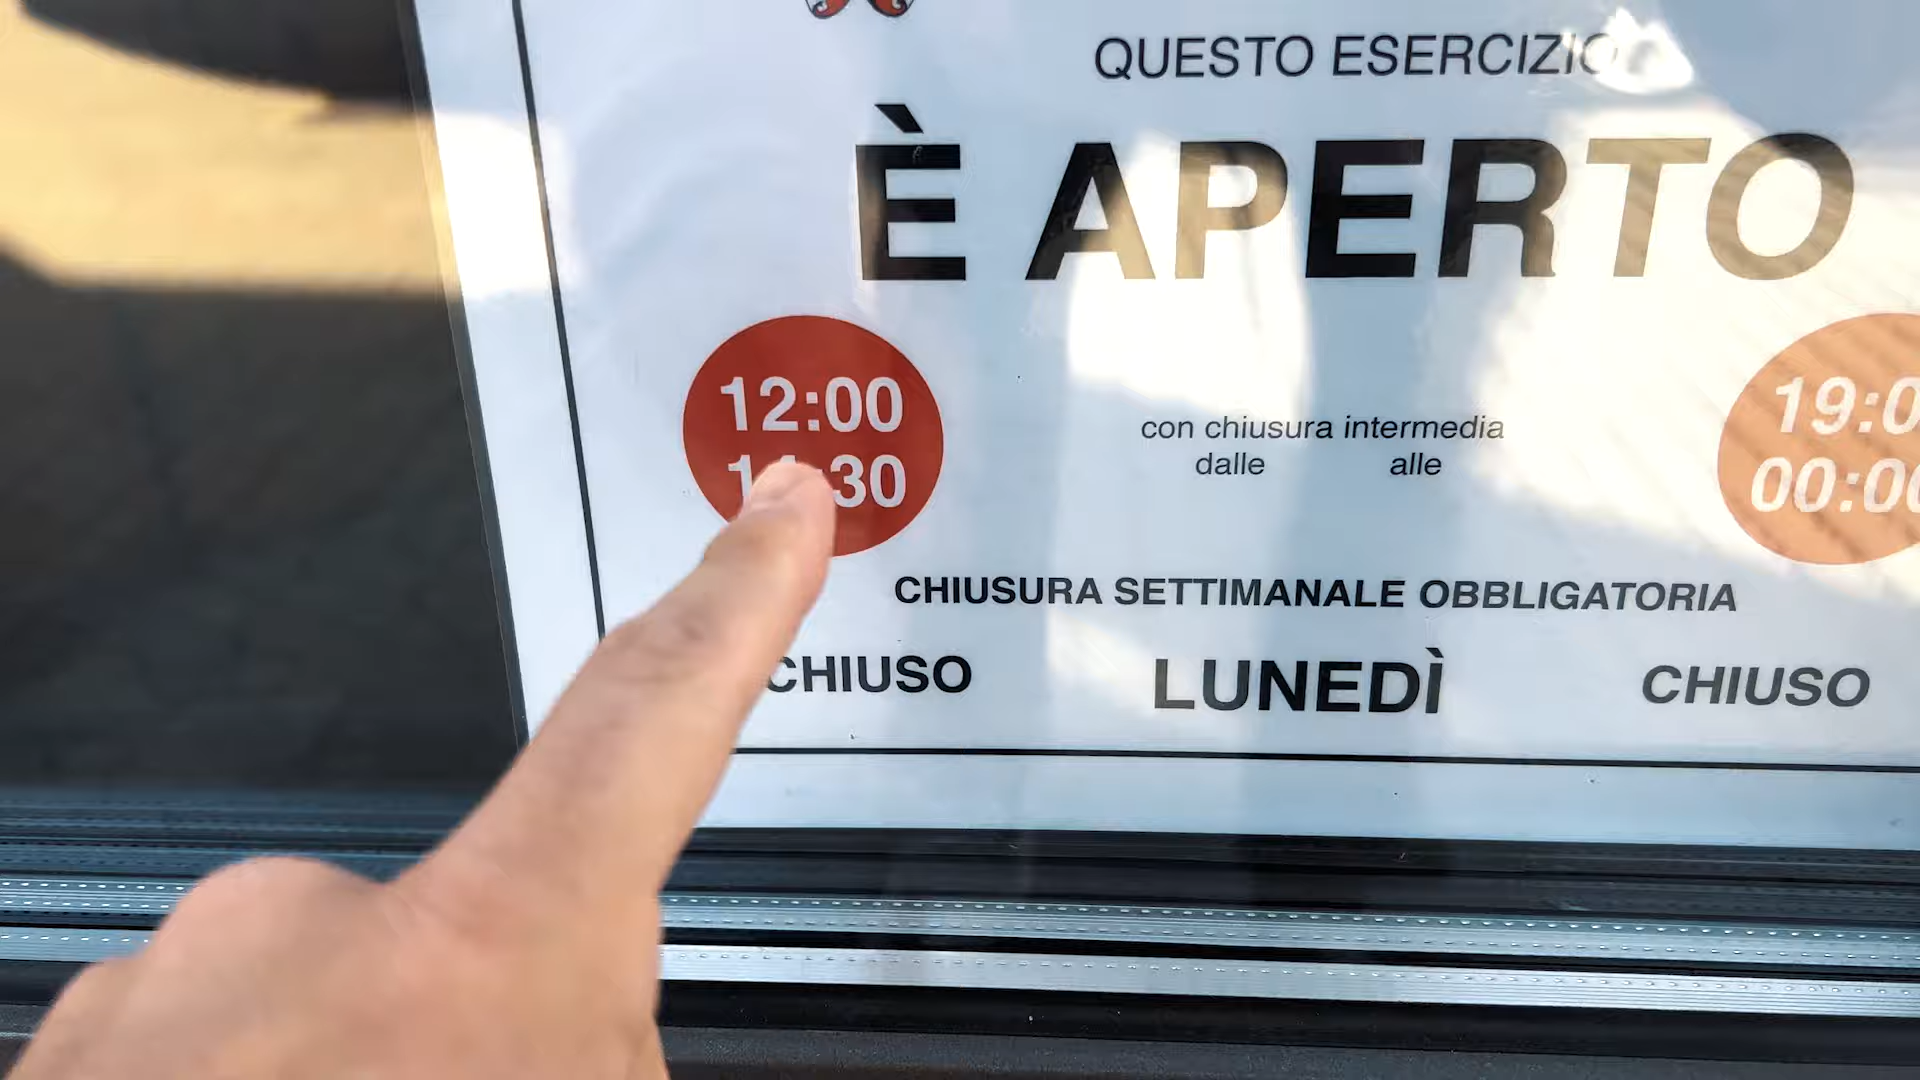 QUESTO ESERCIZIO
È APERTO
12:00
30
con chiusura intermedia
dalle alle
CHIUSURA SETTIMANALE OBBLIGATORIA
CHIUSO LUNEDÌ CHIUSO